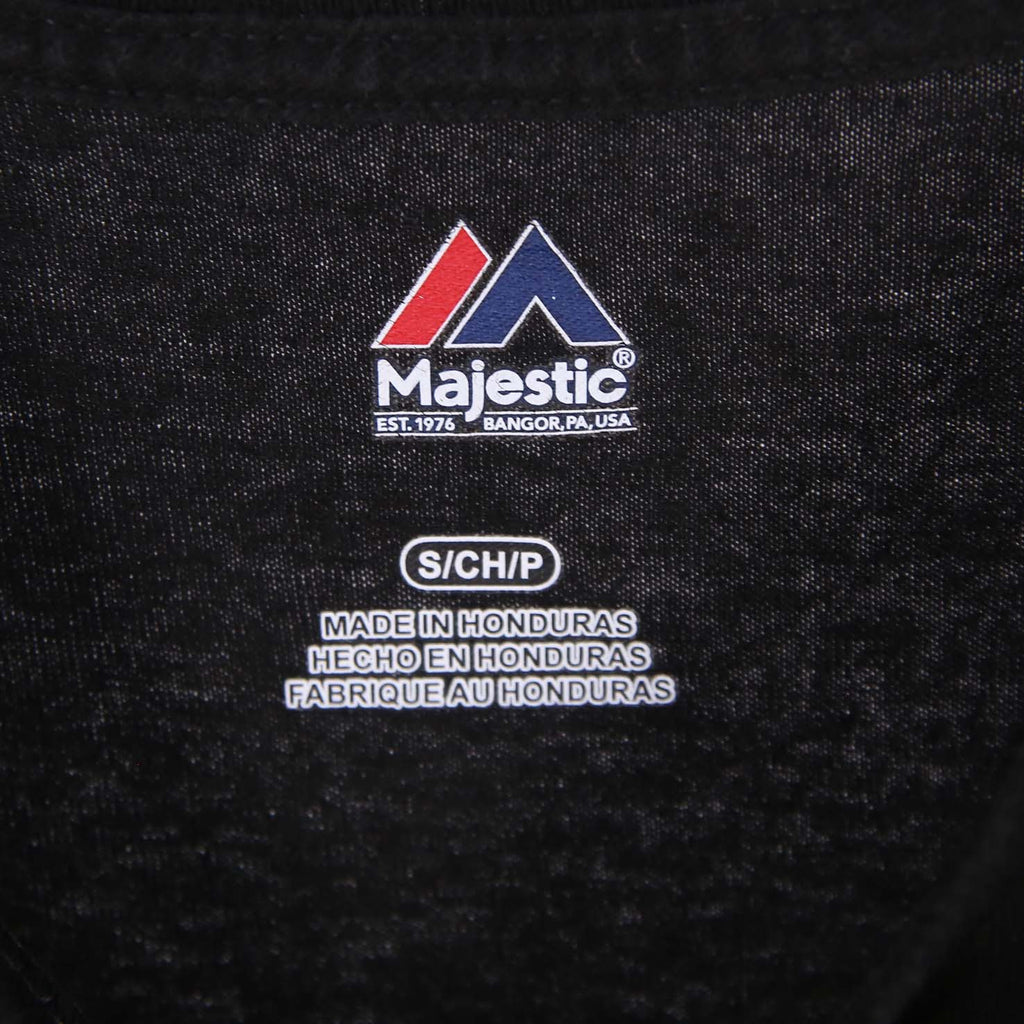 Majestic®
EST. 1976 BANGOR, PA, USA
S/CH/P
MADE IN HONDURAS
HECHO EN HONDURAS
FABRIQUE AU HONDURAS